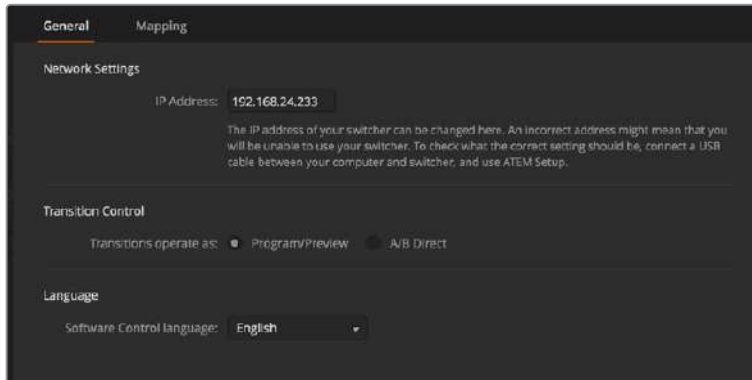 General Mapping
Network Settings
IP Address: 192.168.24.233
The IP address of your switcher can be changed here. An incorrect address might mean that you
will be unable to use your switcher. To check what the correct setting should be, connect a USB
cable between your computer and switcher, and use ATEM Setup.
Transition Control
Transitions operate as: Program/Preview A/B Direct
Language
Software Control language: English